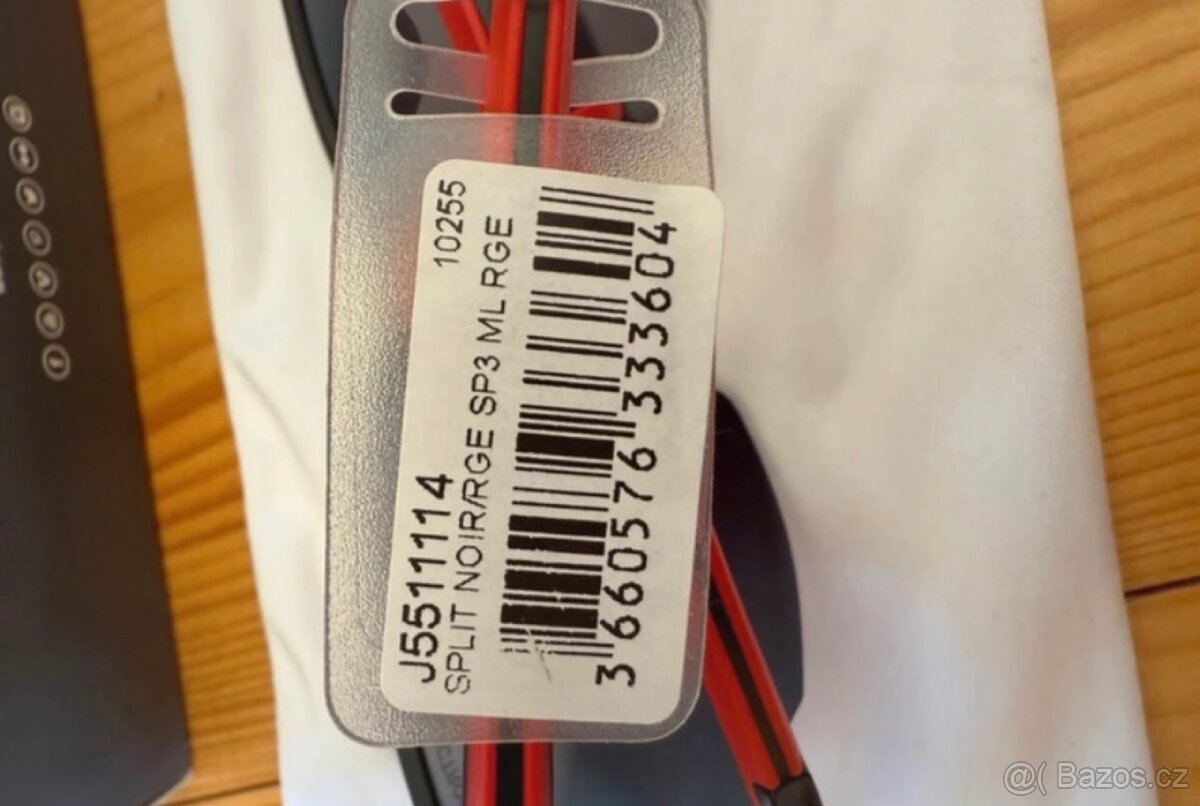 10255
J5511114
SPLIT NOIR/RGE SP3 ML RGE
3 660576 333604
@( Bazos.cz